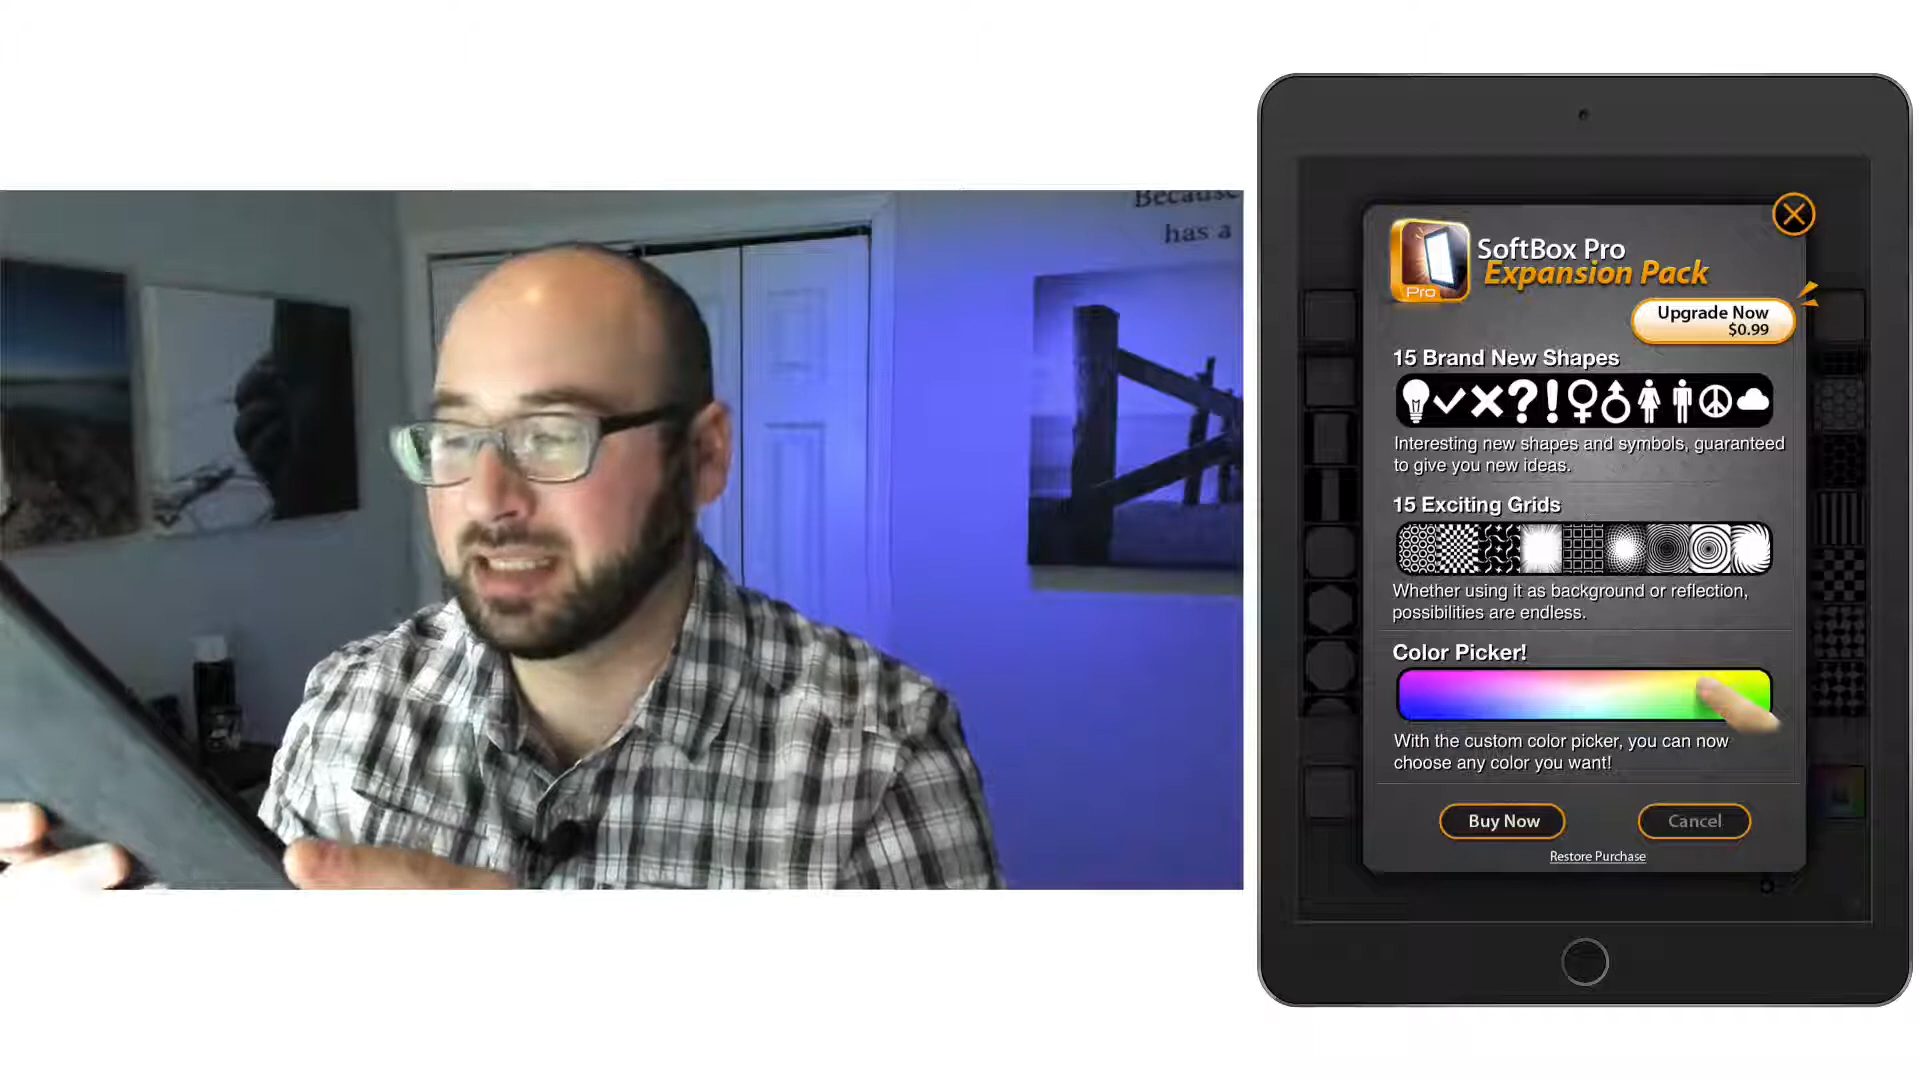 Because
has a
Pro
SoftBox Pro
Expansion Pack
Upgrade Now
$0.99
15 Brand New Shapes
Interesting new shapes and symbols, guaranteed
to give you new ideas.
15 Exciting Grids
Whether using it as background or reflection,
possibilities are endless.
Color Picker!
With the custom color picker, you can now
choose any color you want!
Buy Now
Cancel
Restore Purchase